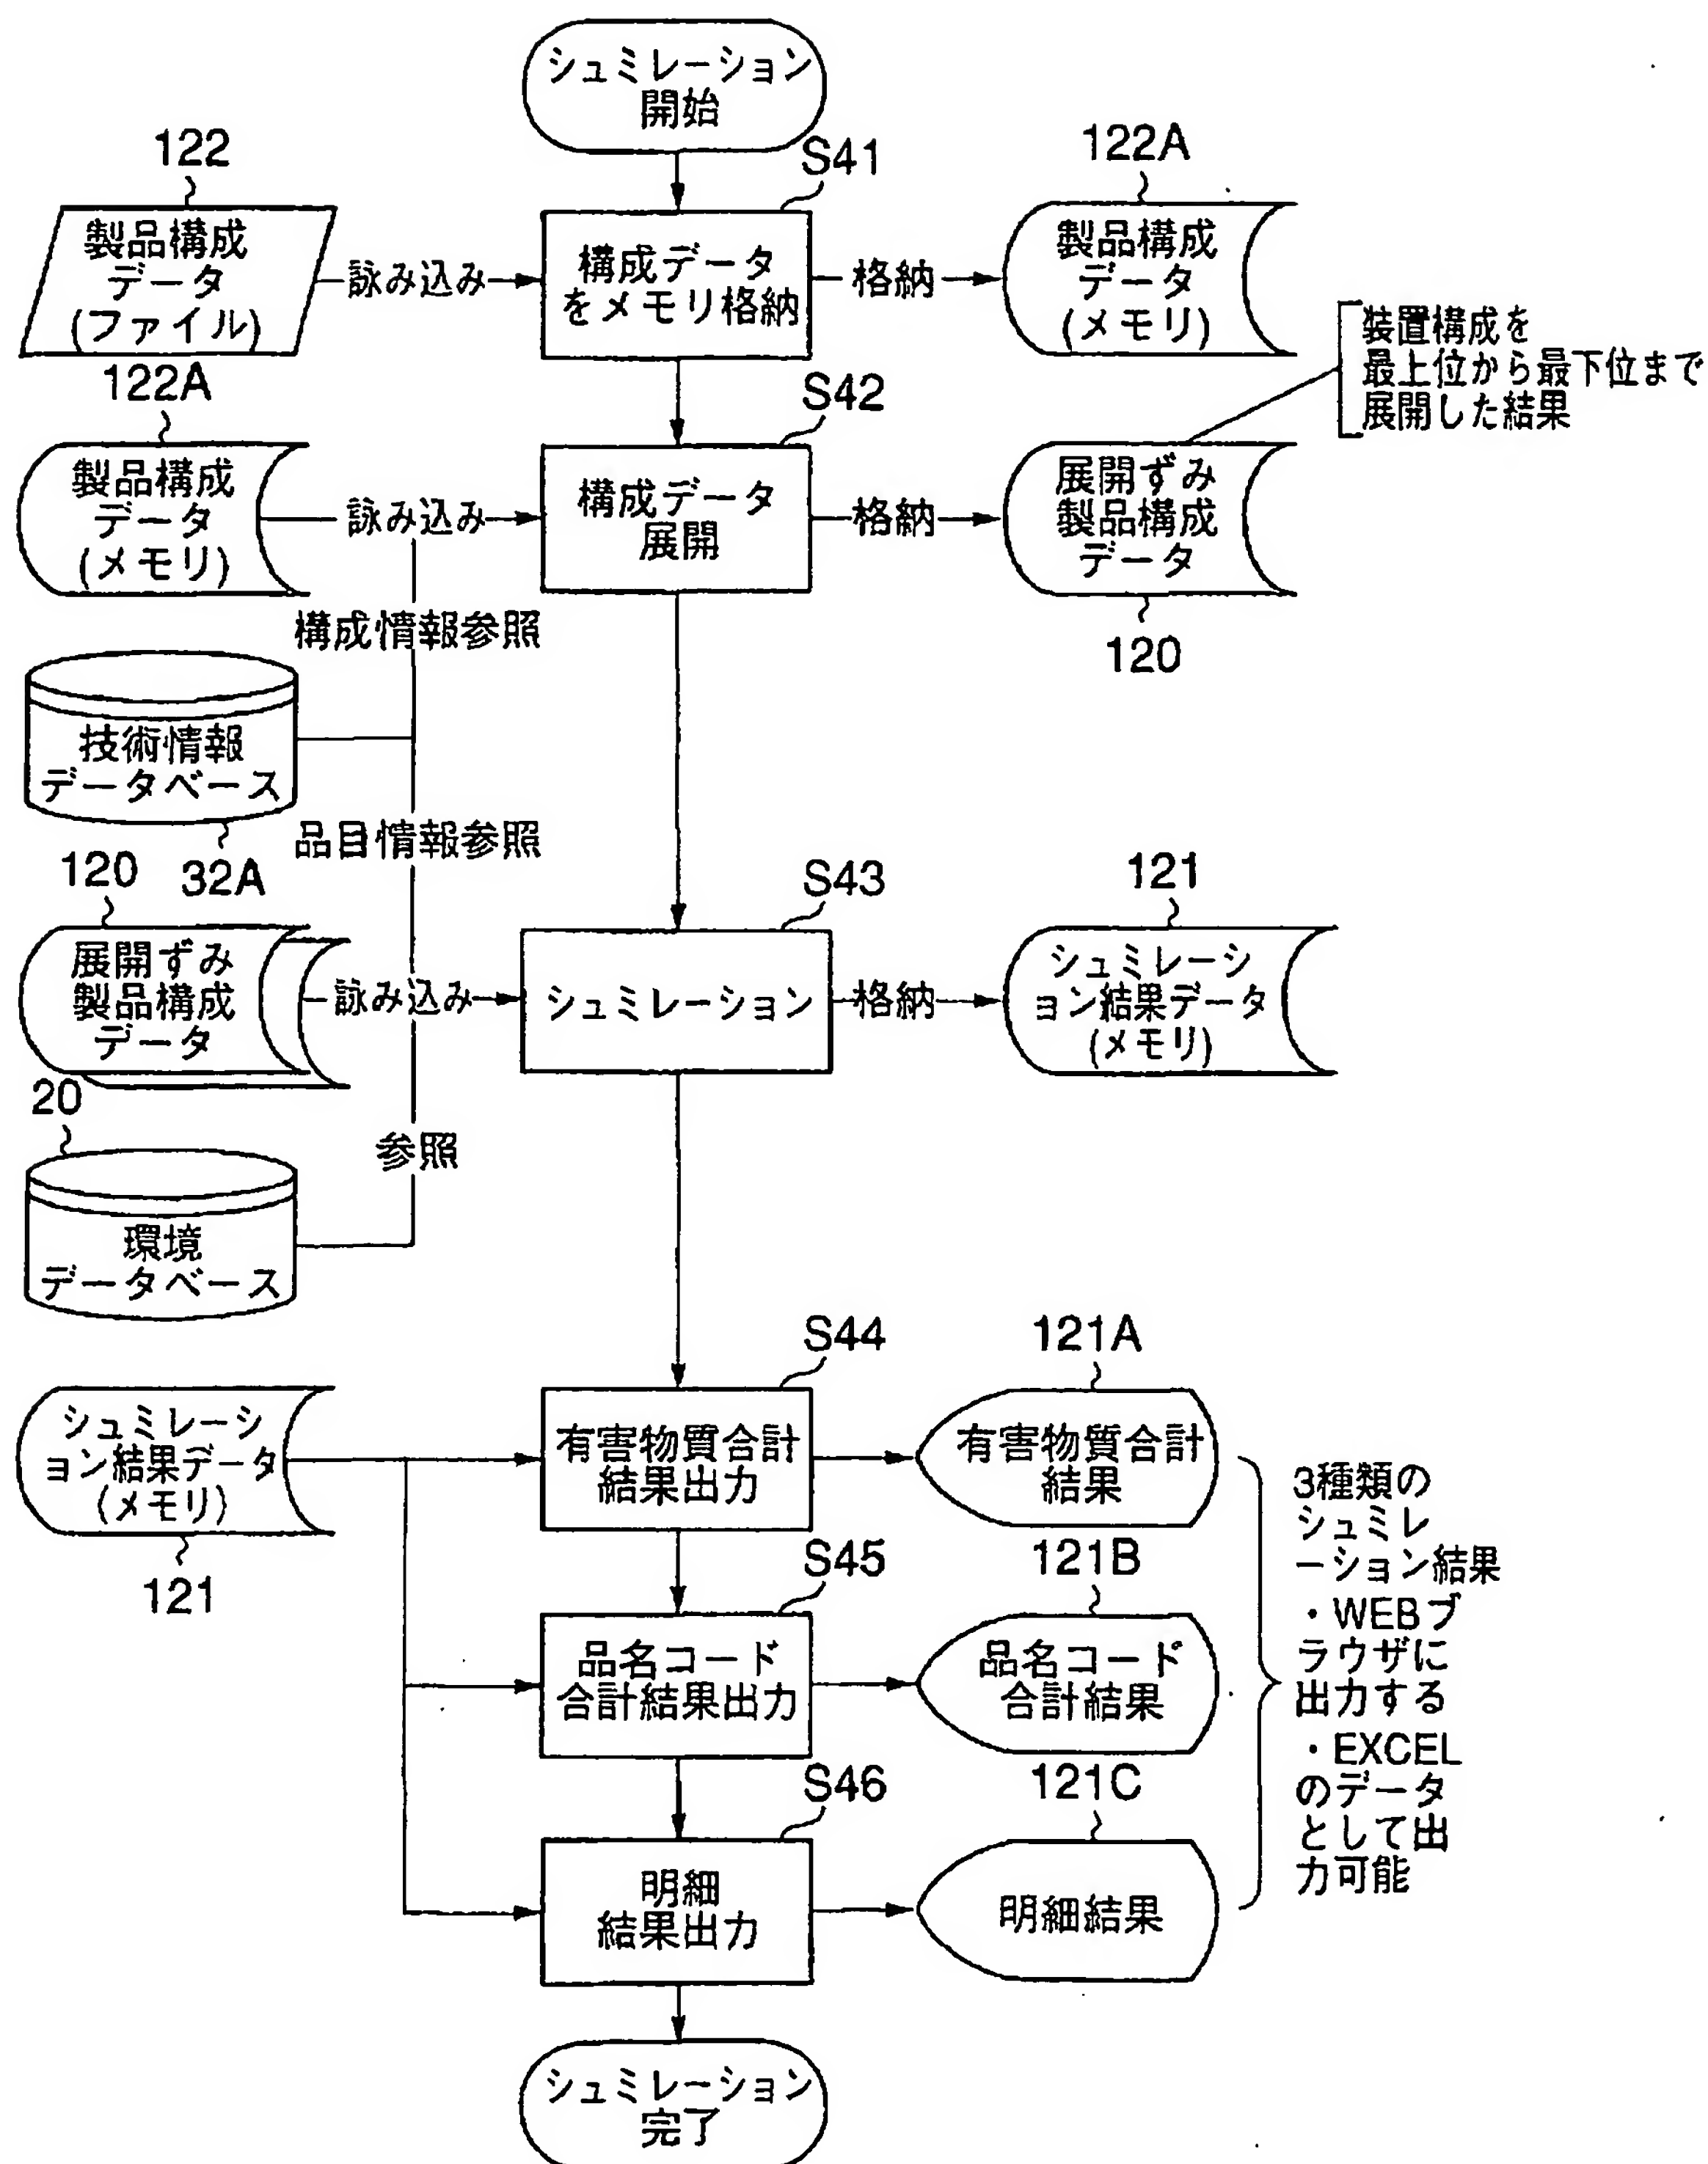 シュミレーション
開始
122
S41
122A
製品構成
データ
(ファイル)
詠み込み
構成データ
をメモリ格納
格納
製品構成
データ
(メモリ)
装置構成を
最上位から最下位まで
展開した結果
122A
S42
製品構成
データ
(メモリ)
詠み込み
構成データ
展開
格納
展開ずみ
製品構成
データ
120
構成情報参照
技術情報
データベース
32A
品目情報参照
120
S43
121
展開ずみ
製品構成
データ
詠み込み
シュミレーション
格納
シュミレーシ
ョン結果データ
(メモリ)
20
参照
環境
データベース
S44
121A
シュミレーシ
ョン結果データ
(メモリ)
121
有害物質合計
結果出力
有害物質合計
結果
S45
121B
品名コード
合計結果出力
品名コード
合計結果
S46
121C
明細
結果出力
明細結果
3種類の
シュミレ
ーション結果
・WEBブ
ラウザに
出力する
・EXCEL
のデータ
として出
力可能
シュミレーション
完了